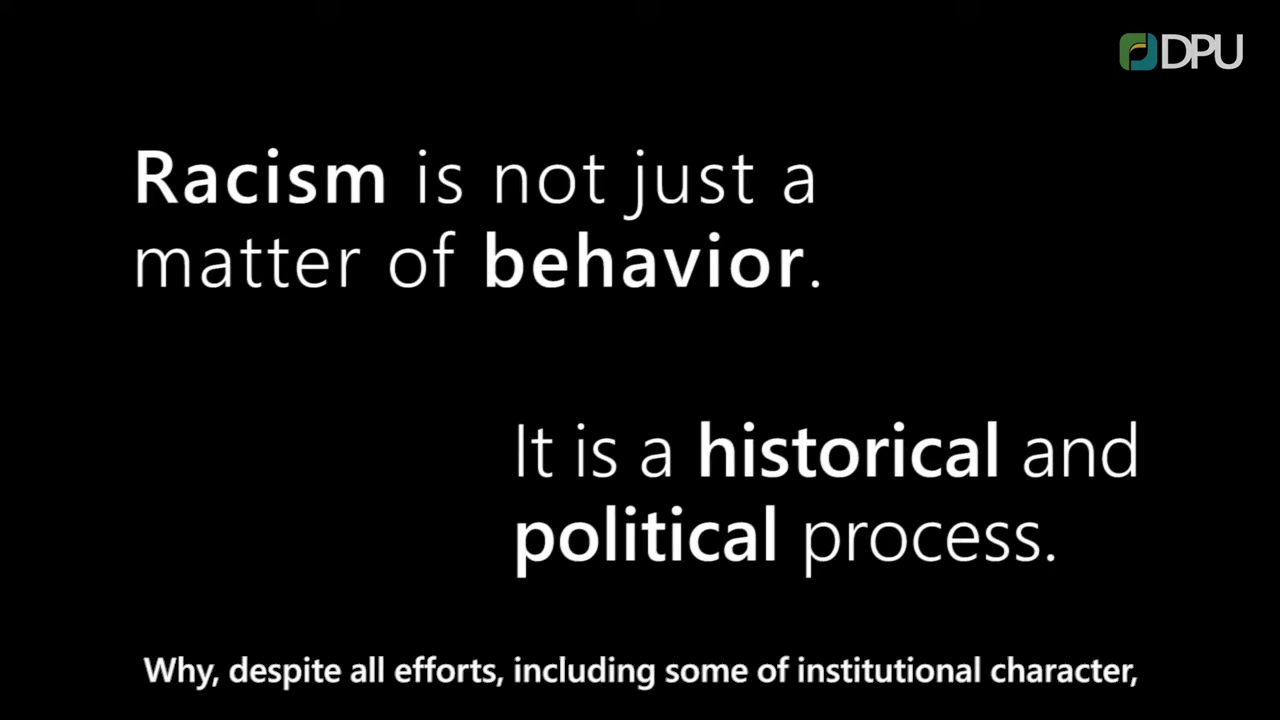 DPU
Racism is not just a
matter of behavior.
It is a historical and
political process.
Why, despite all efforts, including some of institutional character,